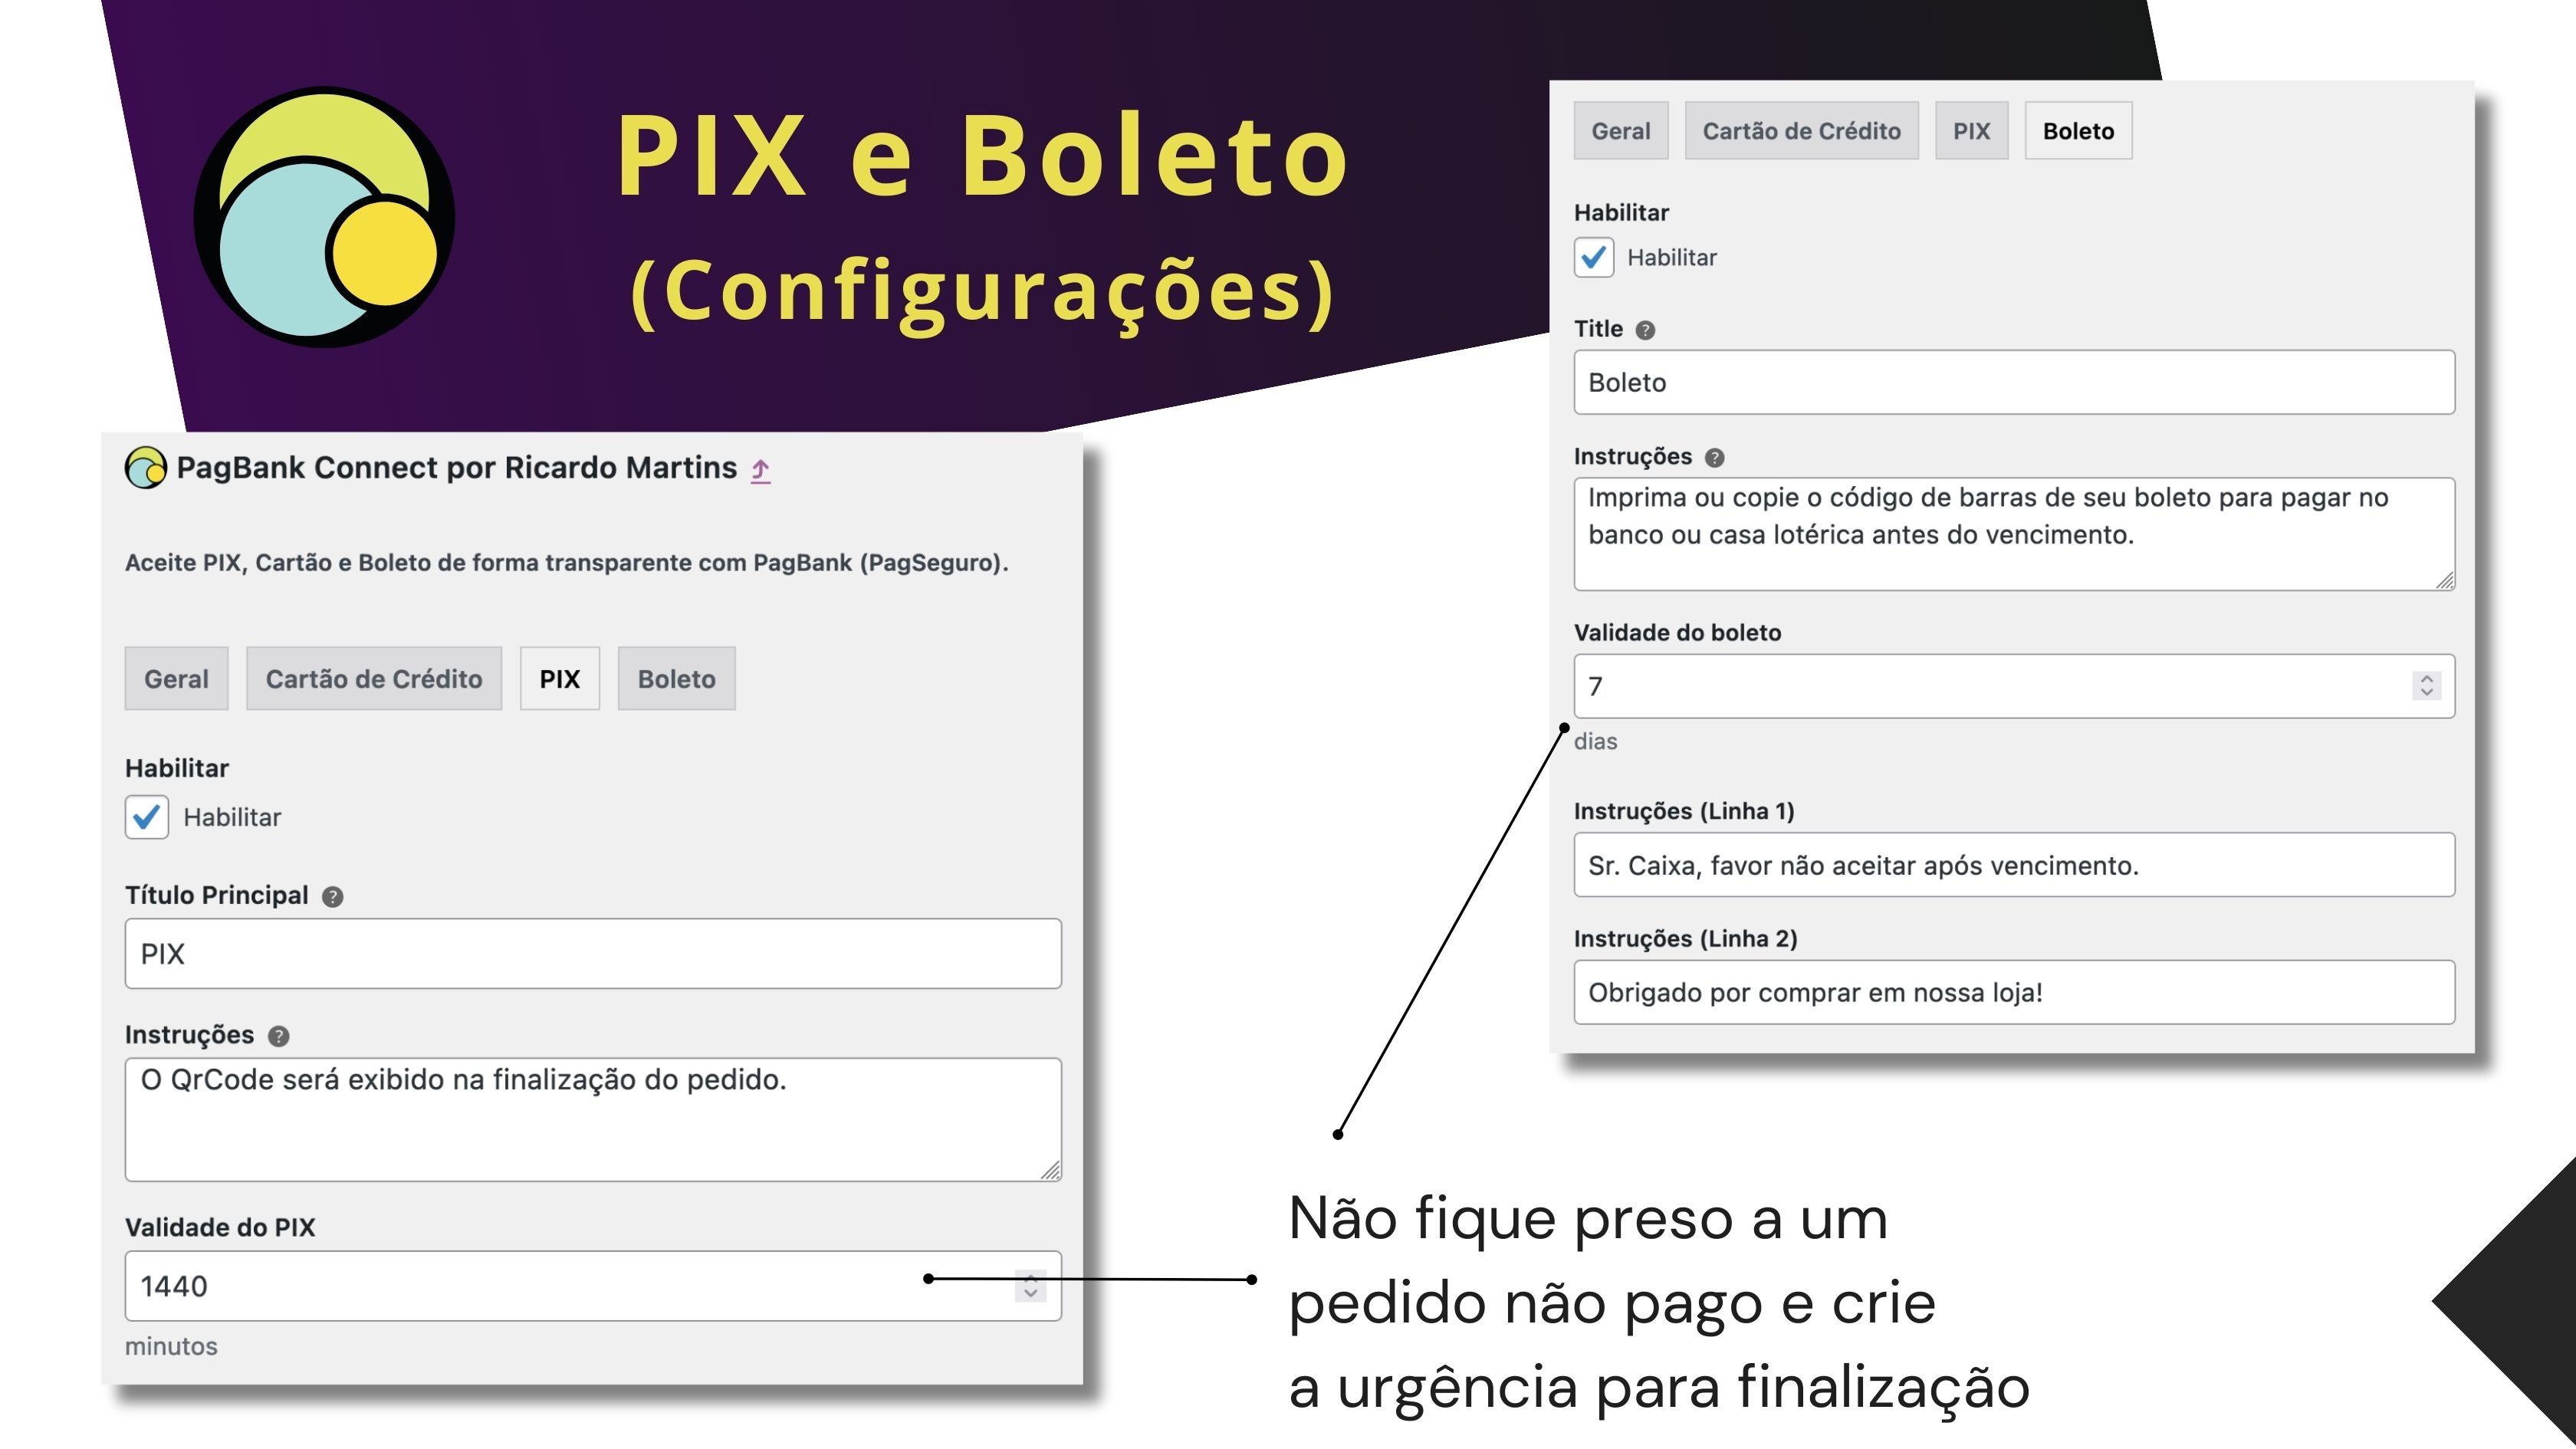 PIX e Boleto
(Configurações)
PagBank Connect por Ricardo Martins
Aceite PIX, Cartão e Boleto de forma transparente com PagBank (PagSeguro).
Geral Cartão de Crédito PIX Boleto
Habilitar
Habilitar
Título Principal ?
PIX
Instruções ?
O QrCode será exibido na finalização do pedido.
Validade do PIX
1440
minutos
Geral Cartão de Crédito PIX Boleto
Habilitar
Habilitar
Title ?
Boleto
Instruções ?
Imprima ou copie o código de barras de seu boleto para pagar no
banco ou casa lotérica antes do vencimento.
Validade do boleto
7
dias
Instruções (Linha 1)
Sr. Caixa, favor não aceitar após vencimento.
Instruções (Linha 2)
Obrigado por comprar em nossa loja!
Não fique preso a um
pedido não pago e crie
a urgência para finalização